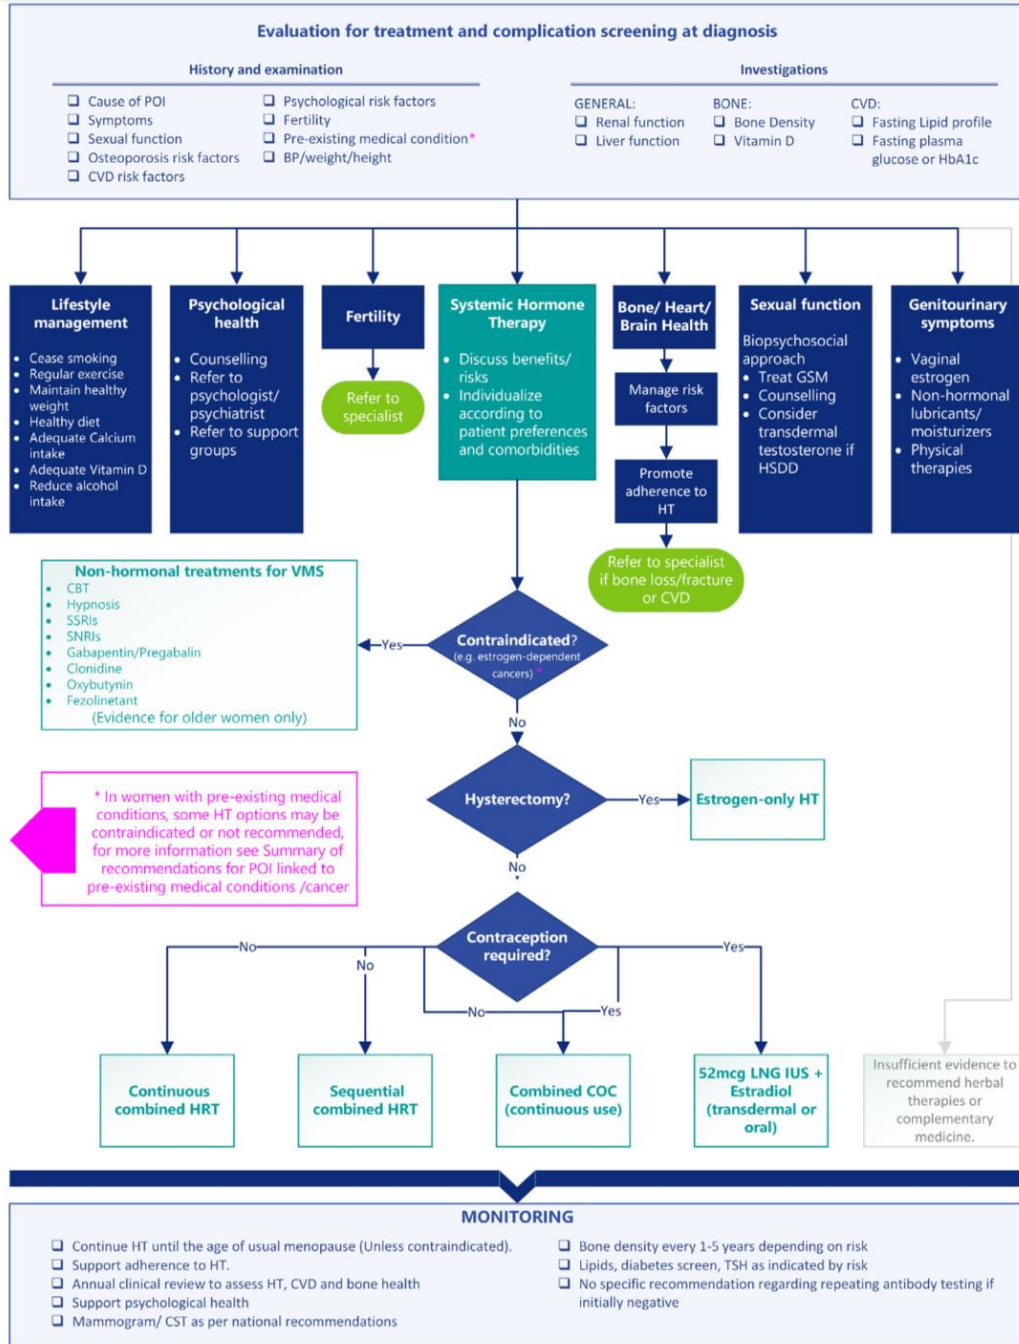 Evaluation for treatment and complication screening at diagnosis
History and examination
❑ Cause of POI
❑ Symptoms
❑ Sexual function
❑ Osteoporosis risk factors
❑ CVD risk factors
❑ Psychological risk factors
❑ Fertility
❑ Pre-existing medical condition*
❑ BP/weight/height
Investigations
GENERAL:
❑ Renal function
❑ Liver function
BONE:
❑ Bone Density
❑ Vitamin D
CVD:
❑ Fasting Lipid profile
❑ Fasting plasma
glucose or HbA1c
Lifestyle
management
• Cease smoking
• Regular exercise
• Maintain healthy
weight
• Healthy diet
• Adequate Calcium
intake
• Adequate Vitamin D
• Reduce alcohol
intake
Psychological
health
• Counselling
• Refer to
psychologist/
psychiatrist
• Refer to support
groups
Fertility
Refer to
specialist
Systemic Hormone
Therapy
• Discuss benefits/
risks
• Individualize
according to
patient preferences
and comorbidities
Bone/ Heart/
Brain Health
Manage risk
factors
Promote
adherence to
HT
Refer to specialist
if bone loss/fracture
or CVD
Sexual function
Biopsychosocial
approach
• Treat GSM
• Counselling
• Consider
transdermal
testosterone if
HSDD
Genitourinary
symptoms
• Vaginal
estrogen
• Non-hormonal
lubricants/
moisturizers
• Physical
therapies
Non-hormonal treatments for VMS
• CBT
• Hypnosis
• SSRIs
• SNRIs
• Gabapentin/Pregabalin
• Clonidine
• Oxybutynin
• Fezolinetant
(Evidence for older women only)
Yes
Contraindicated?
(e.g. estrogen-dependent
cancers) *
No
Hysterectomy?
Yes
Estrogen-only HT
* In women with pre-existing medical
conditions, some HT options may be
contraindicated or not recommended,
for more information see Summary of
recommendations for POI linked to
pre-existing medical conditions /cancer
No
Contraception
required?
No
No
No
Yes
Yes
Continuous
combined HRT
Sequential
combined HRT
Combined COC
(continuous use)
52mcg LNG IUS +
Estradiol
(transdermal or
oral)
Insufficient evidence to
recommend herbal
therapies or
complementary
medicine.
MONITORING
❑ Continue HT until the age of usual menopause (Unless contraindicated).
❑ Support adherence to HT.
❑ Annual clinical review to assess HT, CVD and bone health
❑ Support psychological health
❑ Mammogram/ CST as per national recommendations
❑ Bone density every 1-5 years depending on risk
❑ Lipids, diabetes screen, TSH as indicated by risk
❑ No specific recommendation regarding repeating antibody testing if
initially negative